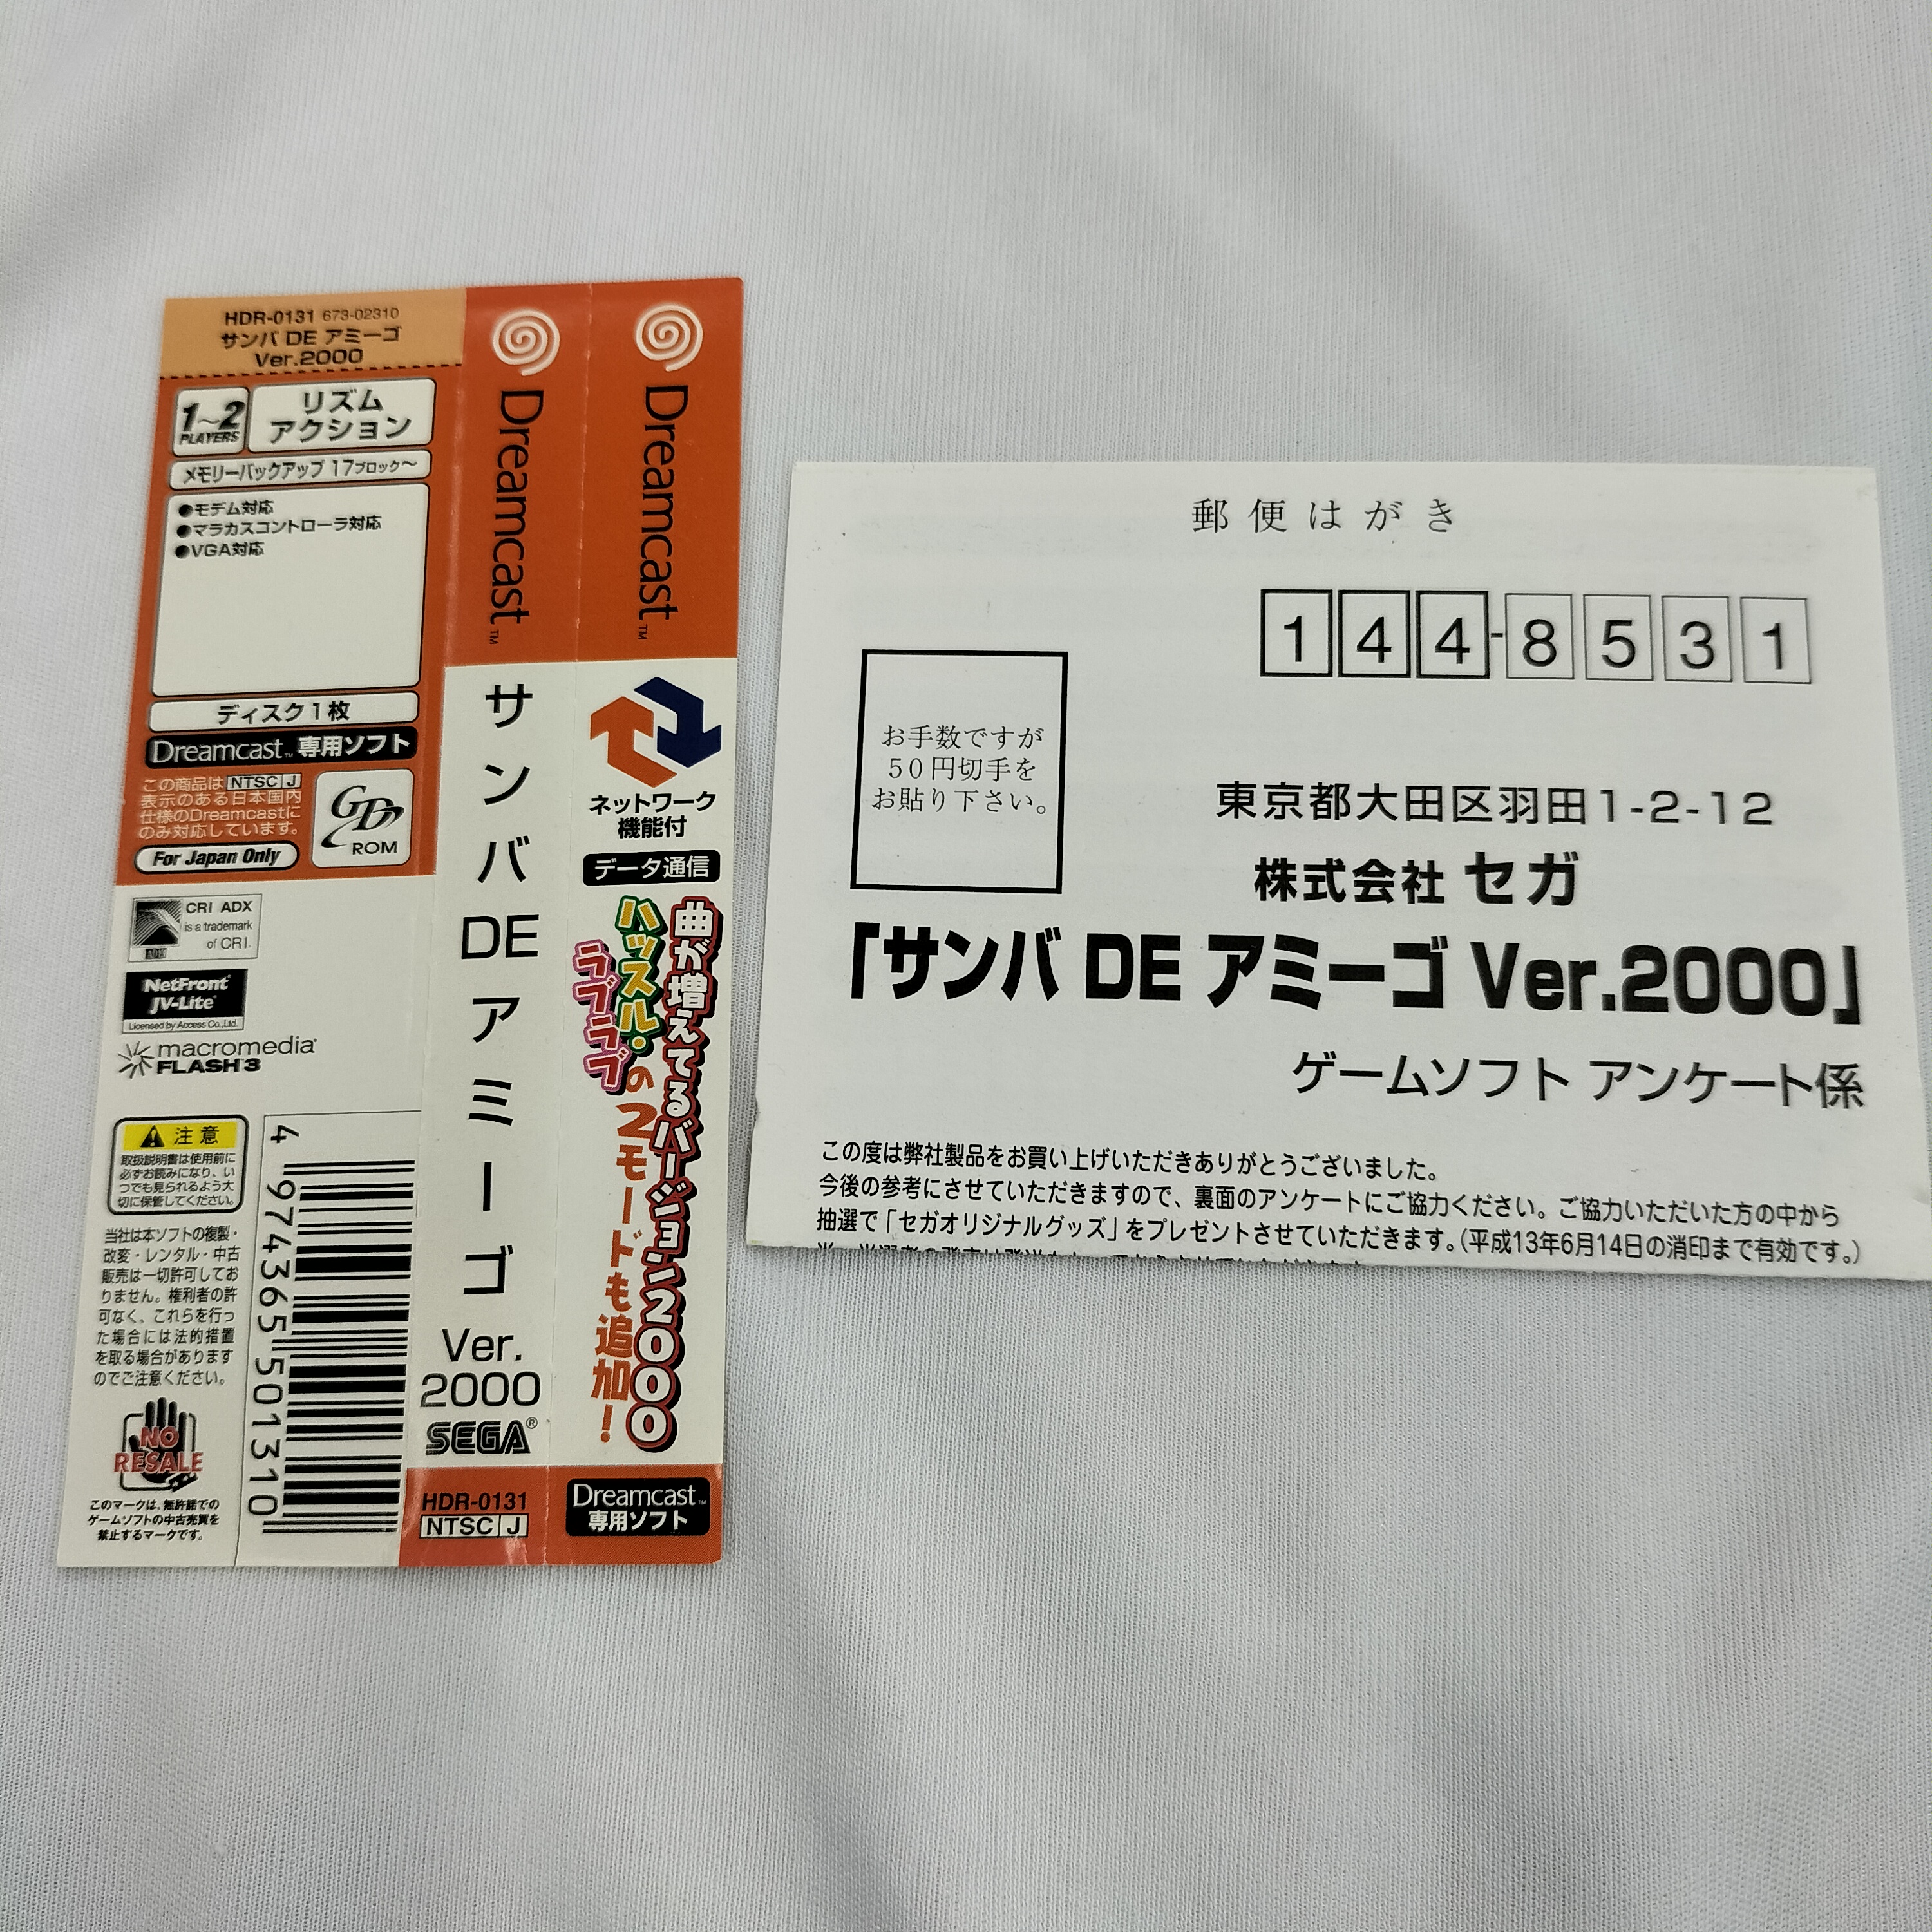 HDR-0131 673-02310
サンバ DE アミーゴ
Ver.2000
1~2
PLAYERS
リズム
アクション
メモリーバックアップ 17ブロック〜
●モデム対応
●マラカスコントローラ対応
●VGA対応
ディスク1枚
Dreamcast™ 専用ソフト
この商品は NTSC J
表示のある日本国内
仕様のDreamcastに
のみ対応しています。
For Japan Only
GD
ROM
CRI ADX
is a trademark
of CRI.
NetFront®
JV-Lite®
Licensed by Access Co.,Ltd.
macromedia®
FLASH™3
注意
取扱説明書は使用前に
必ずお読みになり、い
つでも見られるよう大
切に保管してください。
当社は本ソフトの複製・
改変・レンタル・中古
販売は一切許可してお
りません。権利者の許
可なく、これらを行っ
た場合には法的措置
を取る場合があります
のでご注意ください。
NO
RESALE
このマークは、無許諾での
ゲームソフトの中古売買を
禁止するマークです。
4 974365 501310
Dreamcast™
サンバ DE アミーゴ
Ver.
2000
SEGA®
HDR-0131
NTSC J
Dreamcast™
ネットワーク
機能付
データ通信
曲が増えてるバージョン2000
ハッスル・
ラブラブ
の2モードも追加!
Dreamcast™
専用ソフト
郵便はがき
144-8531
お手数ですが
50円切手を
お貼り下さい。
東京都大田区羽田1-2-12
株式会社 セガ
「サンバ DE アミーゴ Ver.2000」
ゲームソフト アンケート係
この度は弊社製品をお買い上げいただきありがとうございました。
今後の参考にさせていただきますので、裏面のアンケートにご協力ください。ご協力いただいた方の中から
抽選で「セガオリジナルグッズ」をプレゼントさせていただきます。(平成13年6月14日の消印まで有効です。)